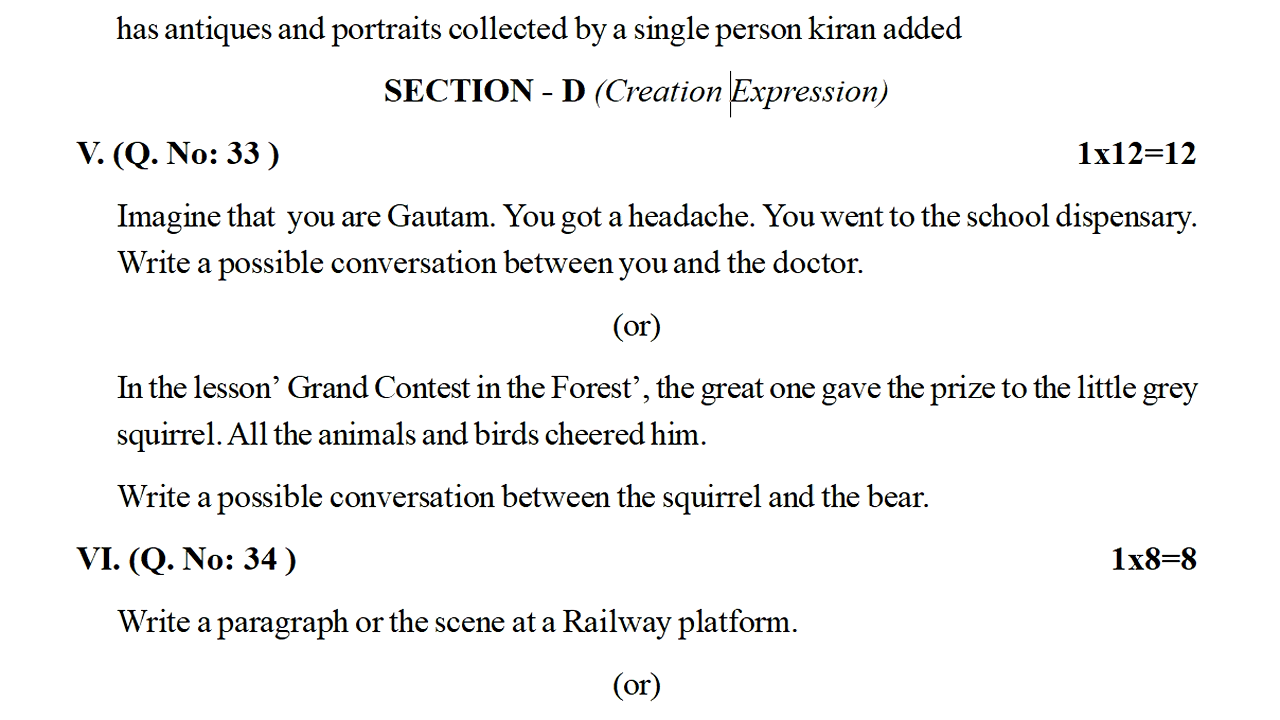 has antiques and portraits collected by a single person kiran added
SECTION - D (Creation Expression)
V. (Q. No: 33 ) 1x12=12
Imagine that you are Gautam. You got a headache. You went to the school dispensary.
Write a possible conversation between you and the doctor.
(or)
In the lesson’ Grand Contest in the Forest’, the great one gave the prize to the little grey
squirrel. All the animals and birds cheered him.
Write a possible conversation between the squirrel and the bear.
VI. (Q. No: 34 ) 1x8=8
Write a paragraph or the scene at a Railway platform.
(or)